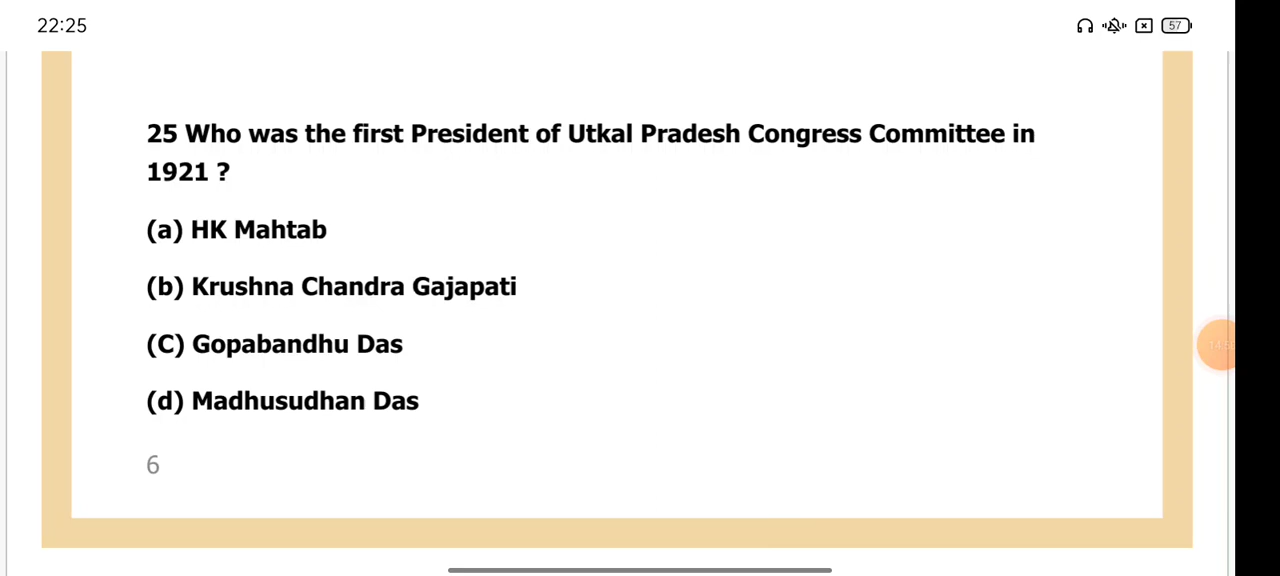 22:25
57
25 Who was the first President of Utkal Pradesh Congress Committee in
1921 ?
(a) HK Mahtab
(b) Krushna Chandra Gajapati
(C) Gopabandhu Das
(d) Madhusudhan Das
6